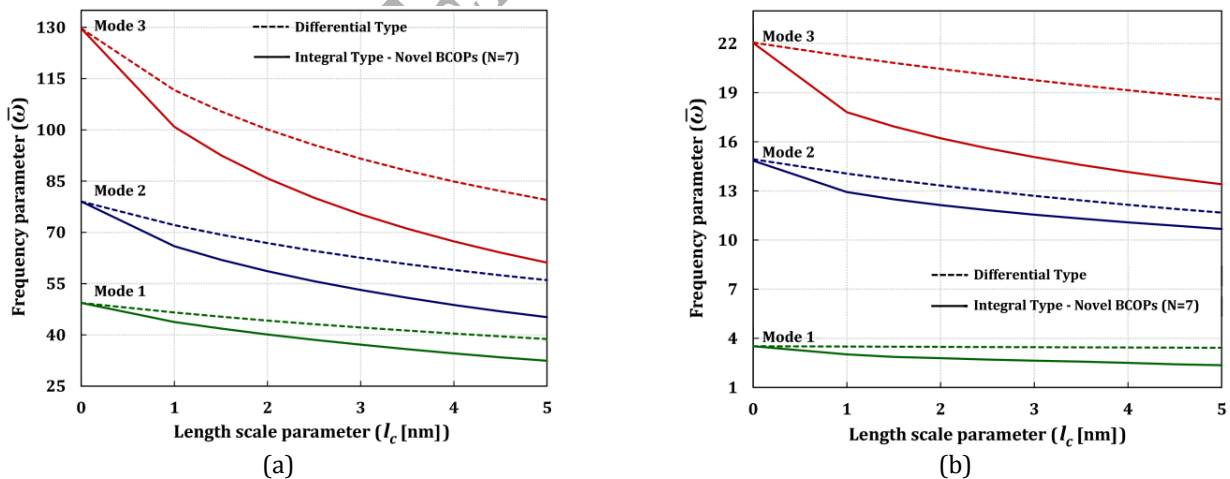 130
115
100
85
70
55
40
25
Frequency parameter (ω̄)
Mode 3
Mode 2
Mode 1
Differential Type
Integral Type - Novel BCOPs (N=7)
0 1 2 3 4 5
Length scale parameter (l_c [nm])
(a)
22
19
16
13
10
7
4
1
Frequency parameter (ω̄)
Mode 3
Mode 2
Mode 1
Differential Type
Integral Type - Novel BCOPs (N=7)
0 1 2 3 4 5
Length scale parameter (l_c [nm])
(b)